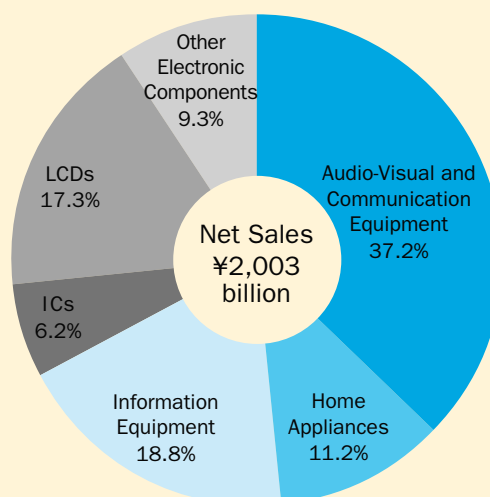 Other
Electronic
Components
9.3%
LCDs
17.3%
Audio-Visual and
Communication
Equipment
37.2%
Net Sales
¥2,003
billion
ICs
6.2%
Information
Equipment
18.8%
Home
Appliances
11.2%